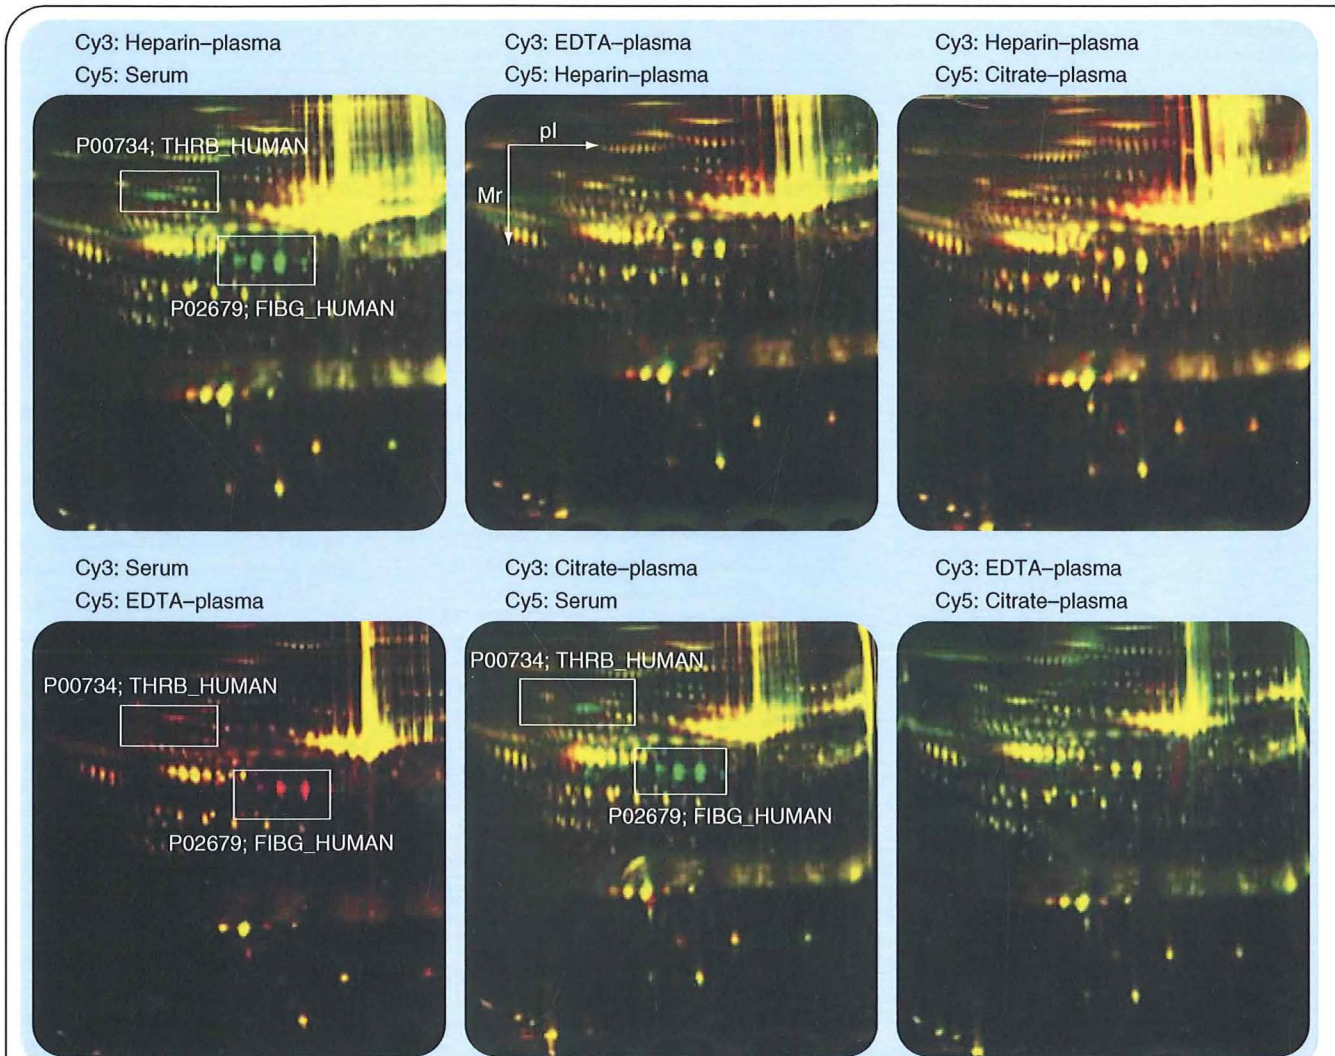 Cy3: Heparin–plasma
Cy5: Serum
P00734; THRB_HUMAN
P02679; FIBG_HUMAN
Cy3: EDTA–plasma
Cy5: Heparin–plasma
pI
Mr
Cy3: Heparin–plasma
Cy5: Citrate–plasma
Cy3: Serum
Cy5: EDTA–plasma
P00734; THRB_HUMAN
P02679; FIBG_HUMAN
Cy3: Citrate–plasma
Cy5: Serum
P00734; THRB_HUMAN
P02679; FIBG_HUMAN
Cy3: EDTA–plasma
Cy5: Citrate–plasma